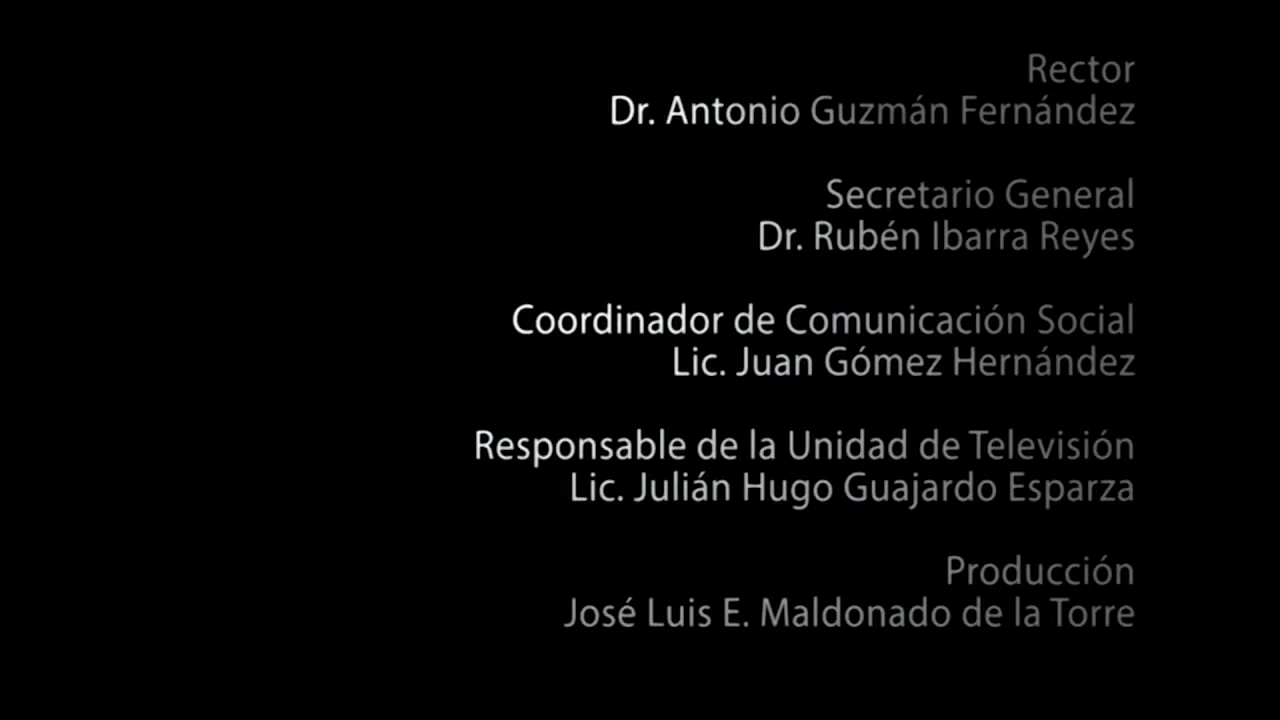 Rector
Dr. Antonio Guzmán Fernández
Secretario General
Dr. Rubén Ibarra Reyes
Coordinador de Comunicación Social
Lic. Juan Gómez Hernández
Responsable de la Unidad de Televisión
Lic. Julián Hugo Guajardo Esparza
Producción
José Luis E. Maldonado de la Torre